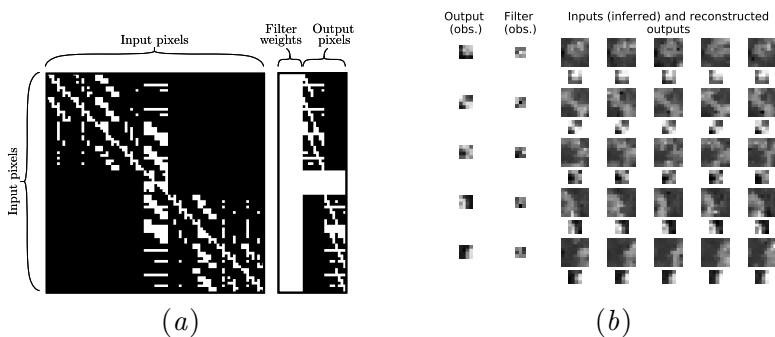 Input pixels
Filter
weights
Output
pixels
Input pixels
(a)
Output
(obs.)
Filter
(obs.)
Inputs (inferred) and reconstructed
outputs
(b)